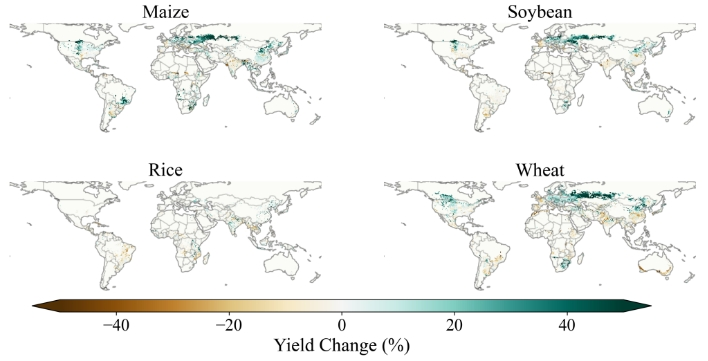 Maize
Soybean
Rice
Wheat
−40
−20
0
20
40
Yield Change (%)